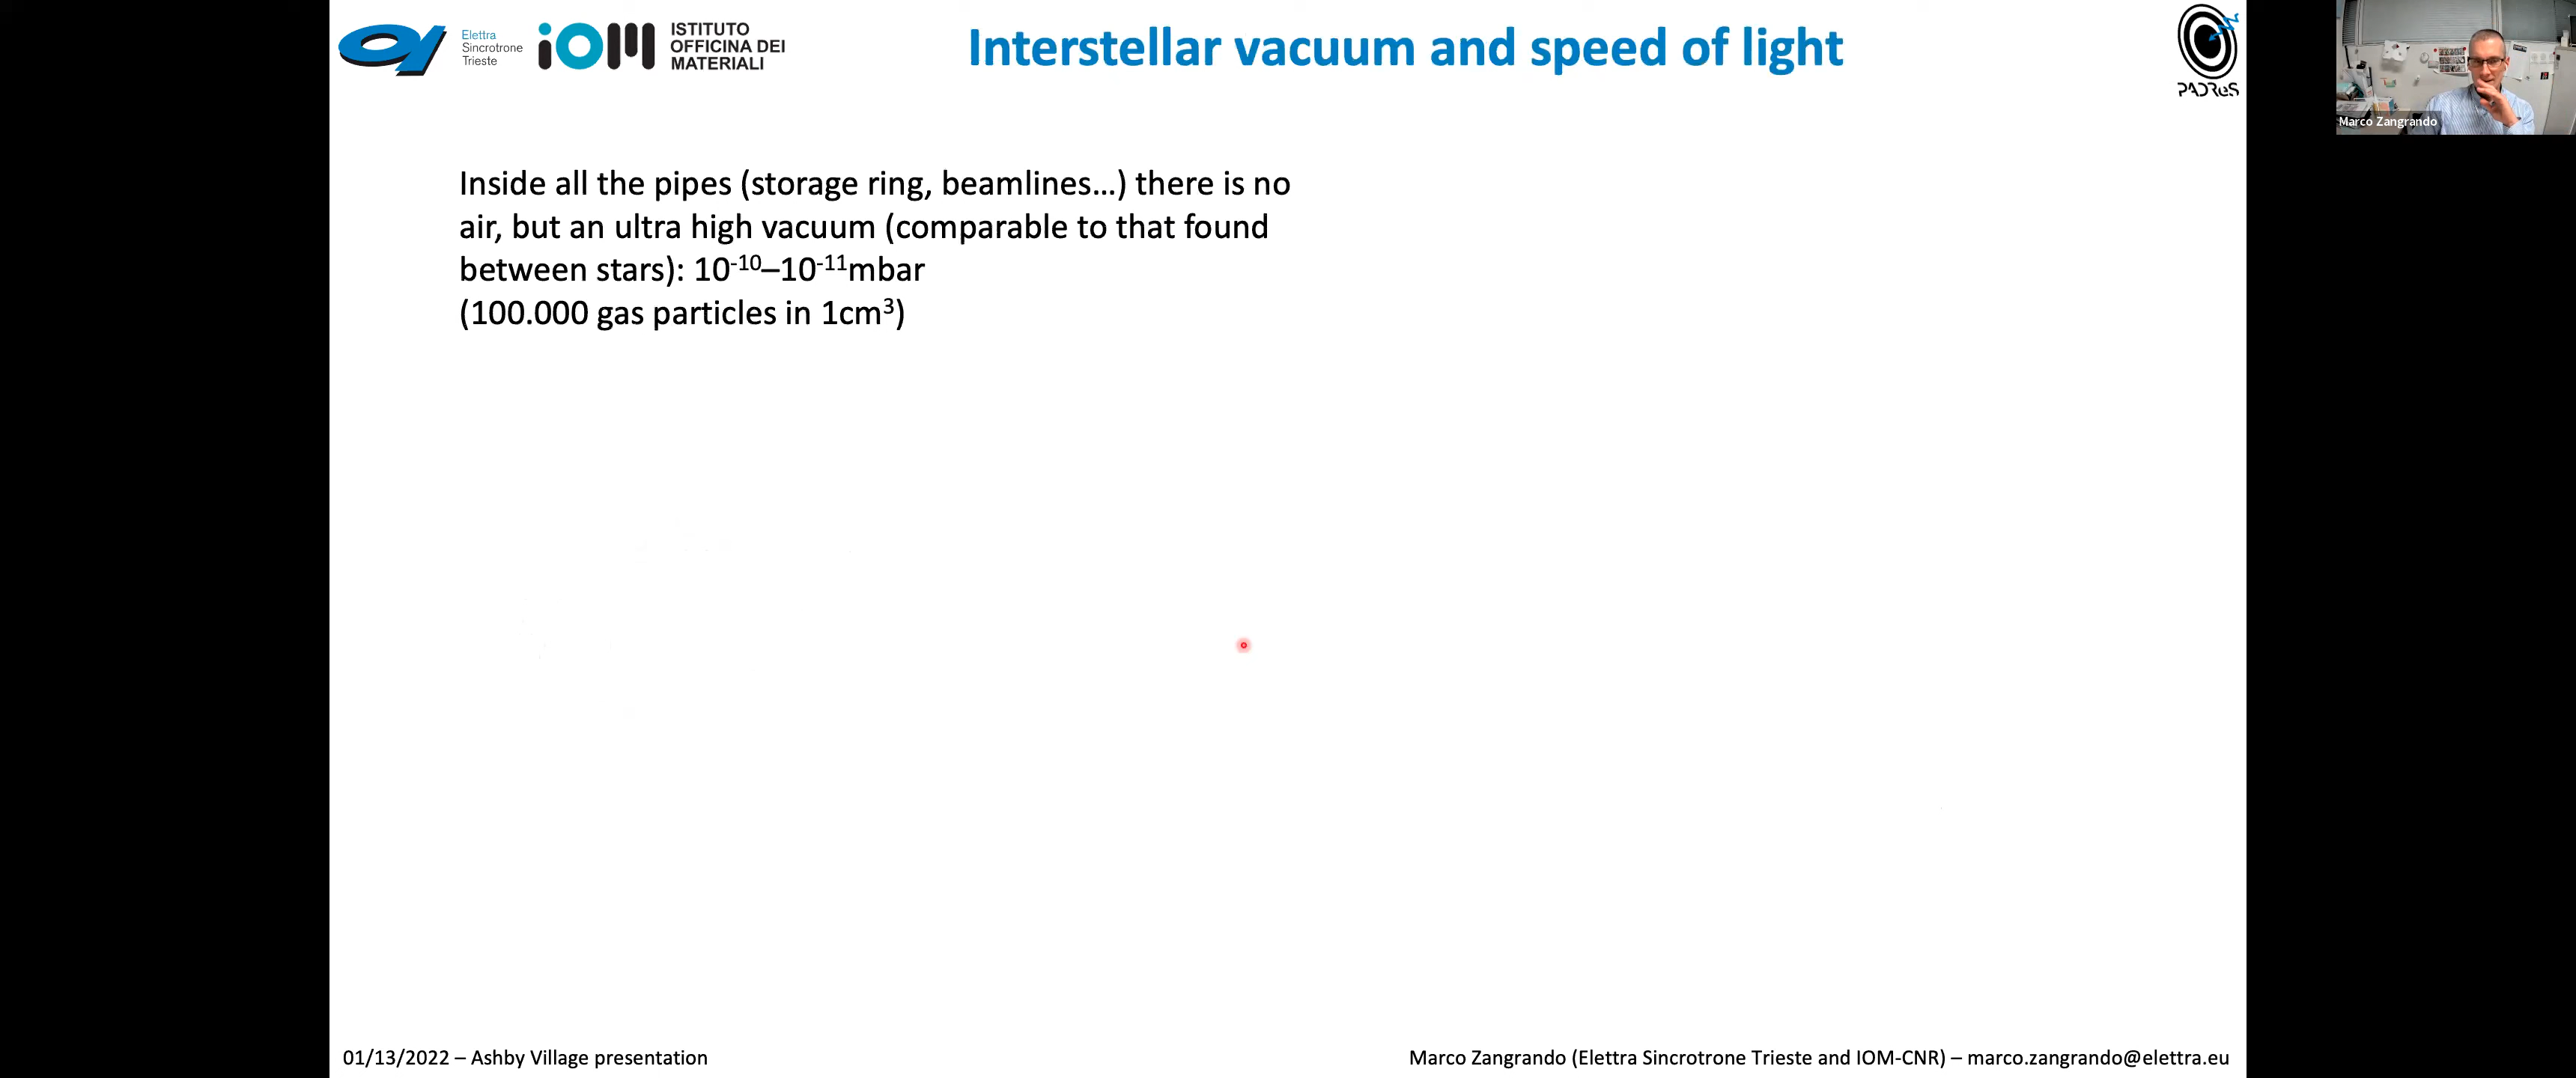 Elettra
Sincrotrone
Trieste
iOM
ISTITUTO
OFFICINA DEI
MATERIALI
Interstellar vacuum and speed of light
PADReS
Marco Zangrando
Inside all the pipes (storage ring, beamlines…) there is no
air, but an ultra high vacuum (comparable to that found
between stars): 10⁻¹⁰–10⁻¹¹mbar
(100.000 gas particles in 1cm³)
01/13/2022 – Ashby Village presentation
Marco Zangrando (Elettra Sincrotrone Trieste and IOM-CNR) – marco.zangrando@elettra.eu